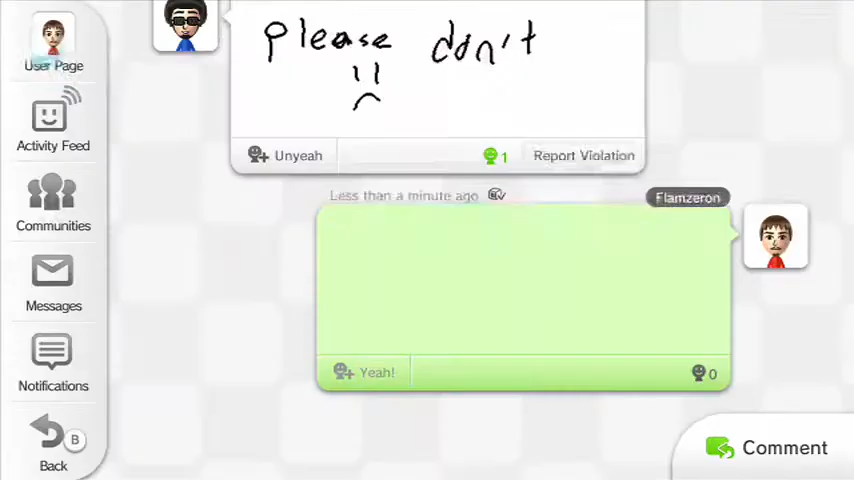 please don't
Unyeah
1
Report Violation
Less than a minute ago
Flamzeron
Yeah!
0
User Page
Activity Feed
Communities
Messages
Notifications
B
Back
Comment